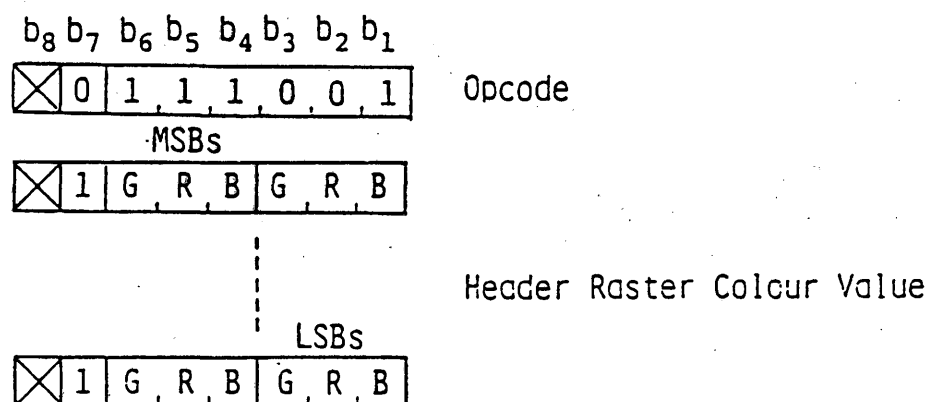 b8 b7 b6 b5 b4 b3 b2 b1
0 1 1 1 0 0 1 Opcode
MSBs
1 G R B G R B
Header Raster Colour Value
LSBs
1 G R B G R B